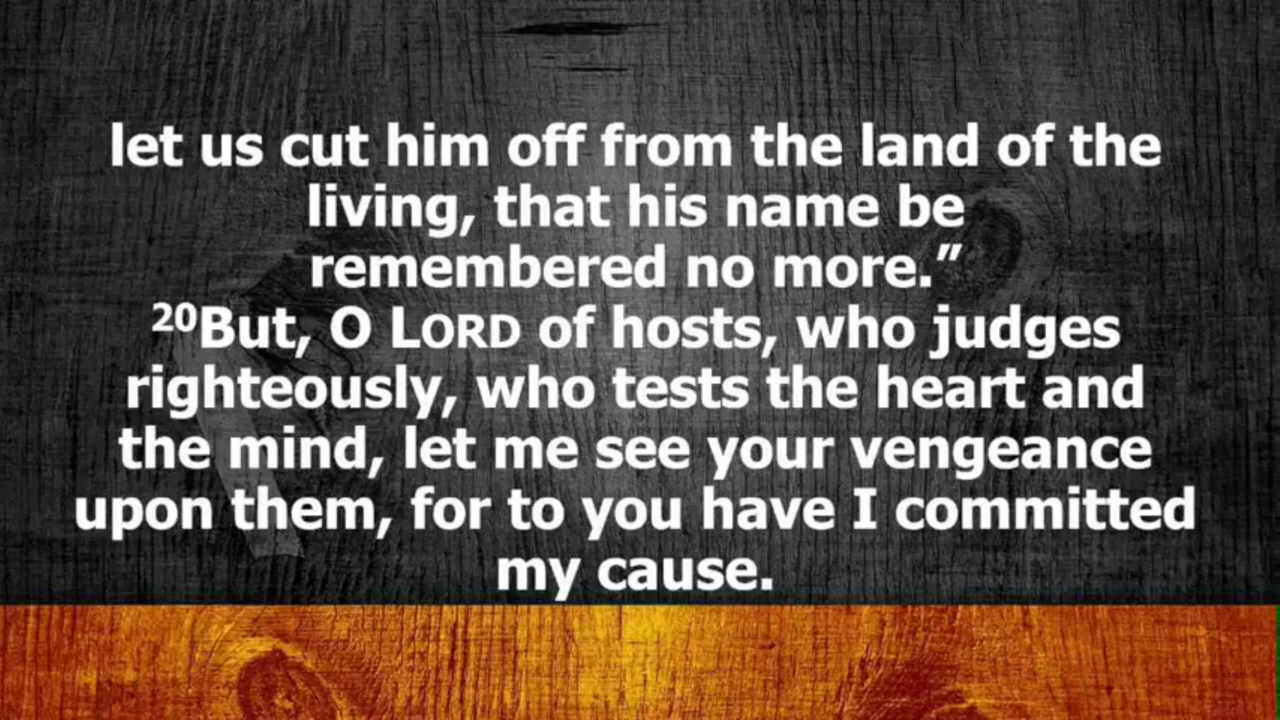 let us cut him off from the land of the
living, that his name be
remembered no more.”
²⁰But, O LORD of hosts, who judges
righteously, who tests the heart and
the mind, let me see your vengeance
upon them, for to you have I committed
my cause.